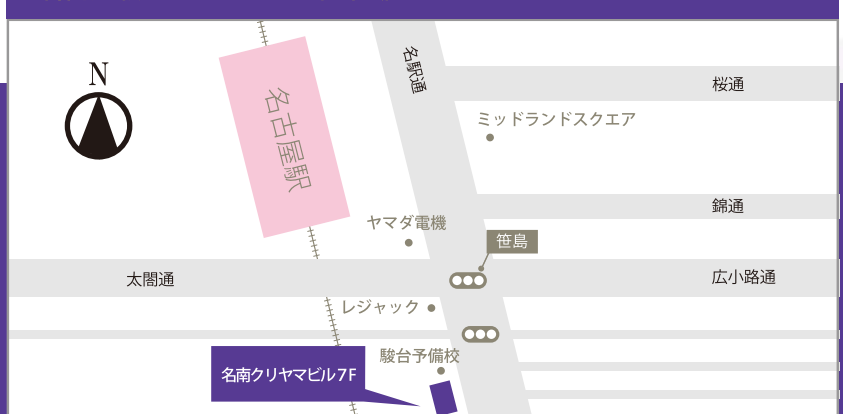 N
名駅通
桜通
名古屋駅
ミッドランドスクエア
錦通
ヤマダ電機
笹島
太閤通
広小路通
レジャック
駿台予備校
名南クリヤマビル7F